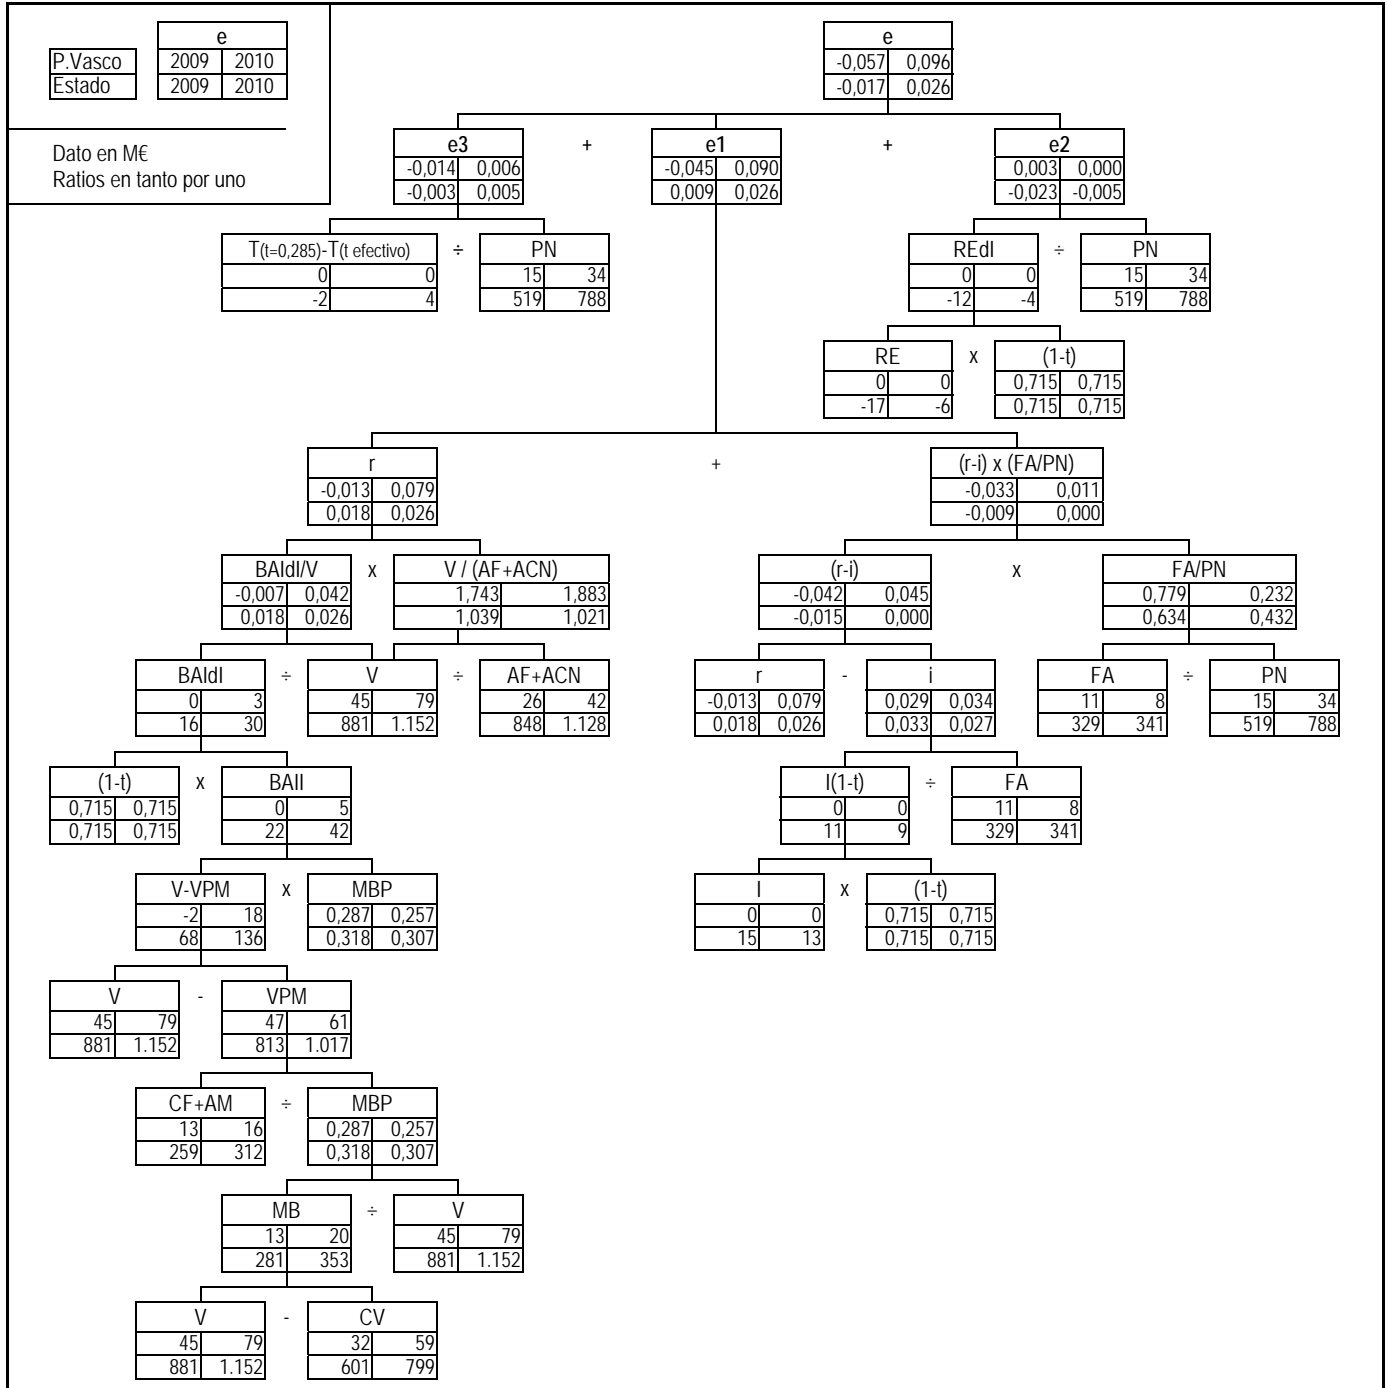 e
e
P.Vasco 2009 2010
-0,057 0,096
Estado 2009 2010
-0,017 0,026
Dato en M€
Ratios en tanto por uno
e3 + e1 + e2
-0,014 0,006 -0,045 0,090 0,003 0,000
-0,003 0,005 0,009 0,026 -0,023 -0,005
T(t=0,285)-T(t efectivo) ÷ PN REdI ÷ PN
0 0 15 34 0 0 15 34
-2 4 519 788 -12 -4 519 788
RE x (1-t)
0 0 0,715 0,715
-17 -6 0,715 0,715
r + (r-i) x (FA/PN)
-0,013 0,079 -0,033 0,011
0,018 0,026 -0,009 0,000
BAIdI/V x V / (AF+ACN) (r-i) x FA/PN
-0,007 0,042 1,743 1,883 -0,042 0,045 0,779 0,232
0,018 0,026 1,039 1,021 -0,015 0,000 0,634 0,432
BAIdI ÷ V ÷ AF+ACN r - i FA ÷ PN
0 3 45 79 26 42 -0,013 0,079 0,029 0,034 11 8 15 34
16 30 881 1.152 848 1.128 0,018 0,026 0,033 0,027 329 341 519 788
(1-t) x BAII I(1-t) ÷ FA
0,715 0,715 0 5 0 0 11 8
0,715 0,715 22 42 11 9 329 341
V-VPM x MBP I x (1-t)
-2 18 0,287 0,257 0 0 0,715 0,715
68 136 0,318 0,307 15 13 0,715 0,715
V - VPM
45 79 47 61
881 1.152 813 1.017
CF+AM ÷ MBP
13 16 0,287 0,257
259 312 0,318 0,307
MB ÷ V
13 20 45 79
281 353 881 1.152
V - CV
45 79 32 59
881 1.152 601 799